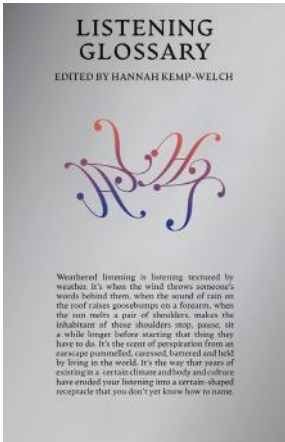 LISTENING
GLOSSARY
EDITED BY HANNAH KEMP-WELCH
Weathered listening is listening textured by
weather. It's when the wind throws someone's
words behind them, when the sound of rain on
the roof raises goosebumps on a forearm, when
the sun melts a pair of shoulders, makes the
inhabitant of those shoulders stop, pause, sit
a while longer before starting that thing they
have to do. It's the scent of perspiration from an
earscape pummelled, caressed, battered and held
by living in the world. It's the way that years of
existing in a certain climate and body and culture
have eroded your listening into a certain-shaped
receptacle that you don't yet know how to name.